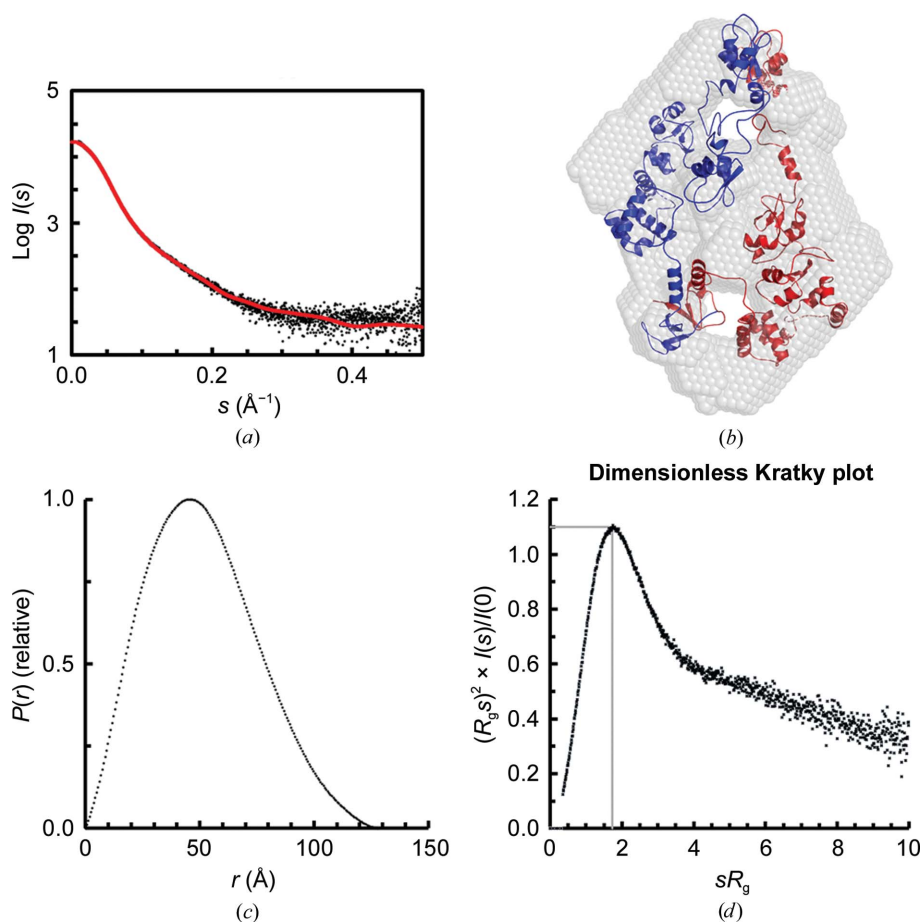 5
3
1
Log I(s)
0.0
0.2
0.4
s (Å⁻¹)
(a)
(b)
1.0
0.5
0.0
P(r) (relative)
0
50
100
150
r (Å)
(c)
Dimensionless Kratky plot
1.2
1.0
0.8
0.6
0.4
0.2
0.0
(Rgs)² × I(s)/I(0)
0
2
4
6
8
10
sRg
(d)